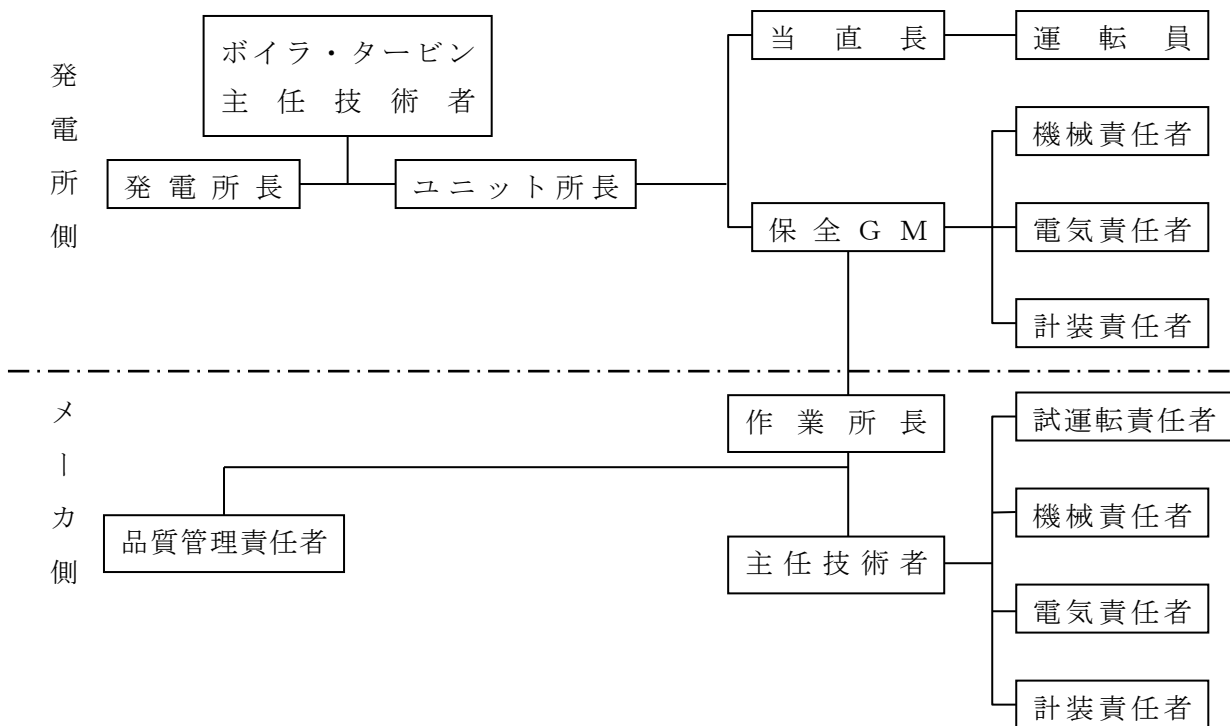 発電所側
ボイラ・タービン
主任技術者
発電所長
ユニット所長
当直長
運転員
保全GM
機械責任者
電気責任者
計装責任者
メーカ側
作業所長
品質管理責任者
主任技術者
試運転責任者
機械責任者
電気責任者
計装責任者